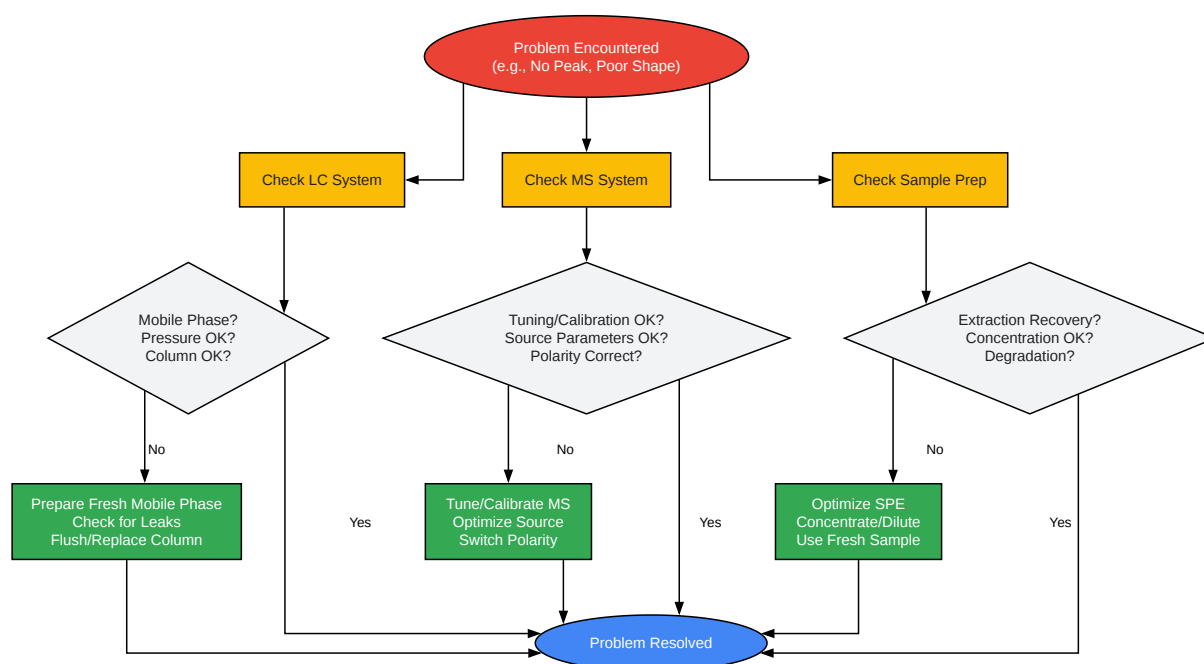 Problem Encountered
(e.g., No Peak, Poor Shape)
Check LC System
Check MS System
Check Sample Prep
Mobile Phase?
Pressure OK?
Column OK?
Tuning/Calibration OK?
Source Parameters OK?
Polarity Correct?
Extraction Recovery?
Concentration OK?
Degradation?
No
No
No
Prepare Fresh Mobile Phase
Check for Leaks
Flush/Replace Column
Yes
Tune/Calibrate MS
Optimize Source
Switch Polarity
Yes
Optimize SPE
Concentrate/Dilute
Use Fresh Sample
Yes
Problem Resolved